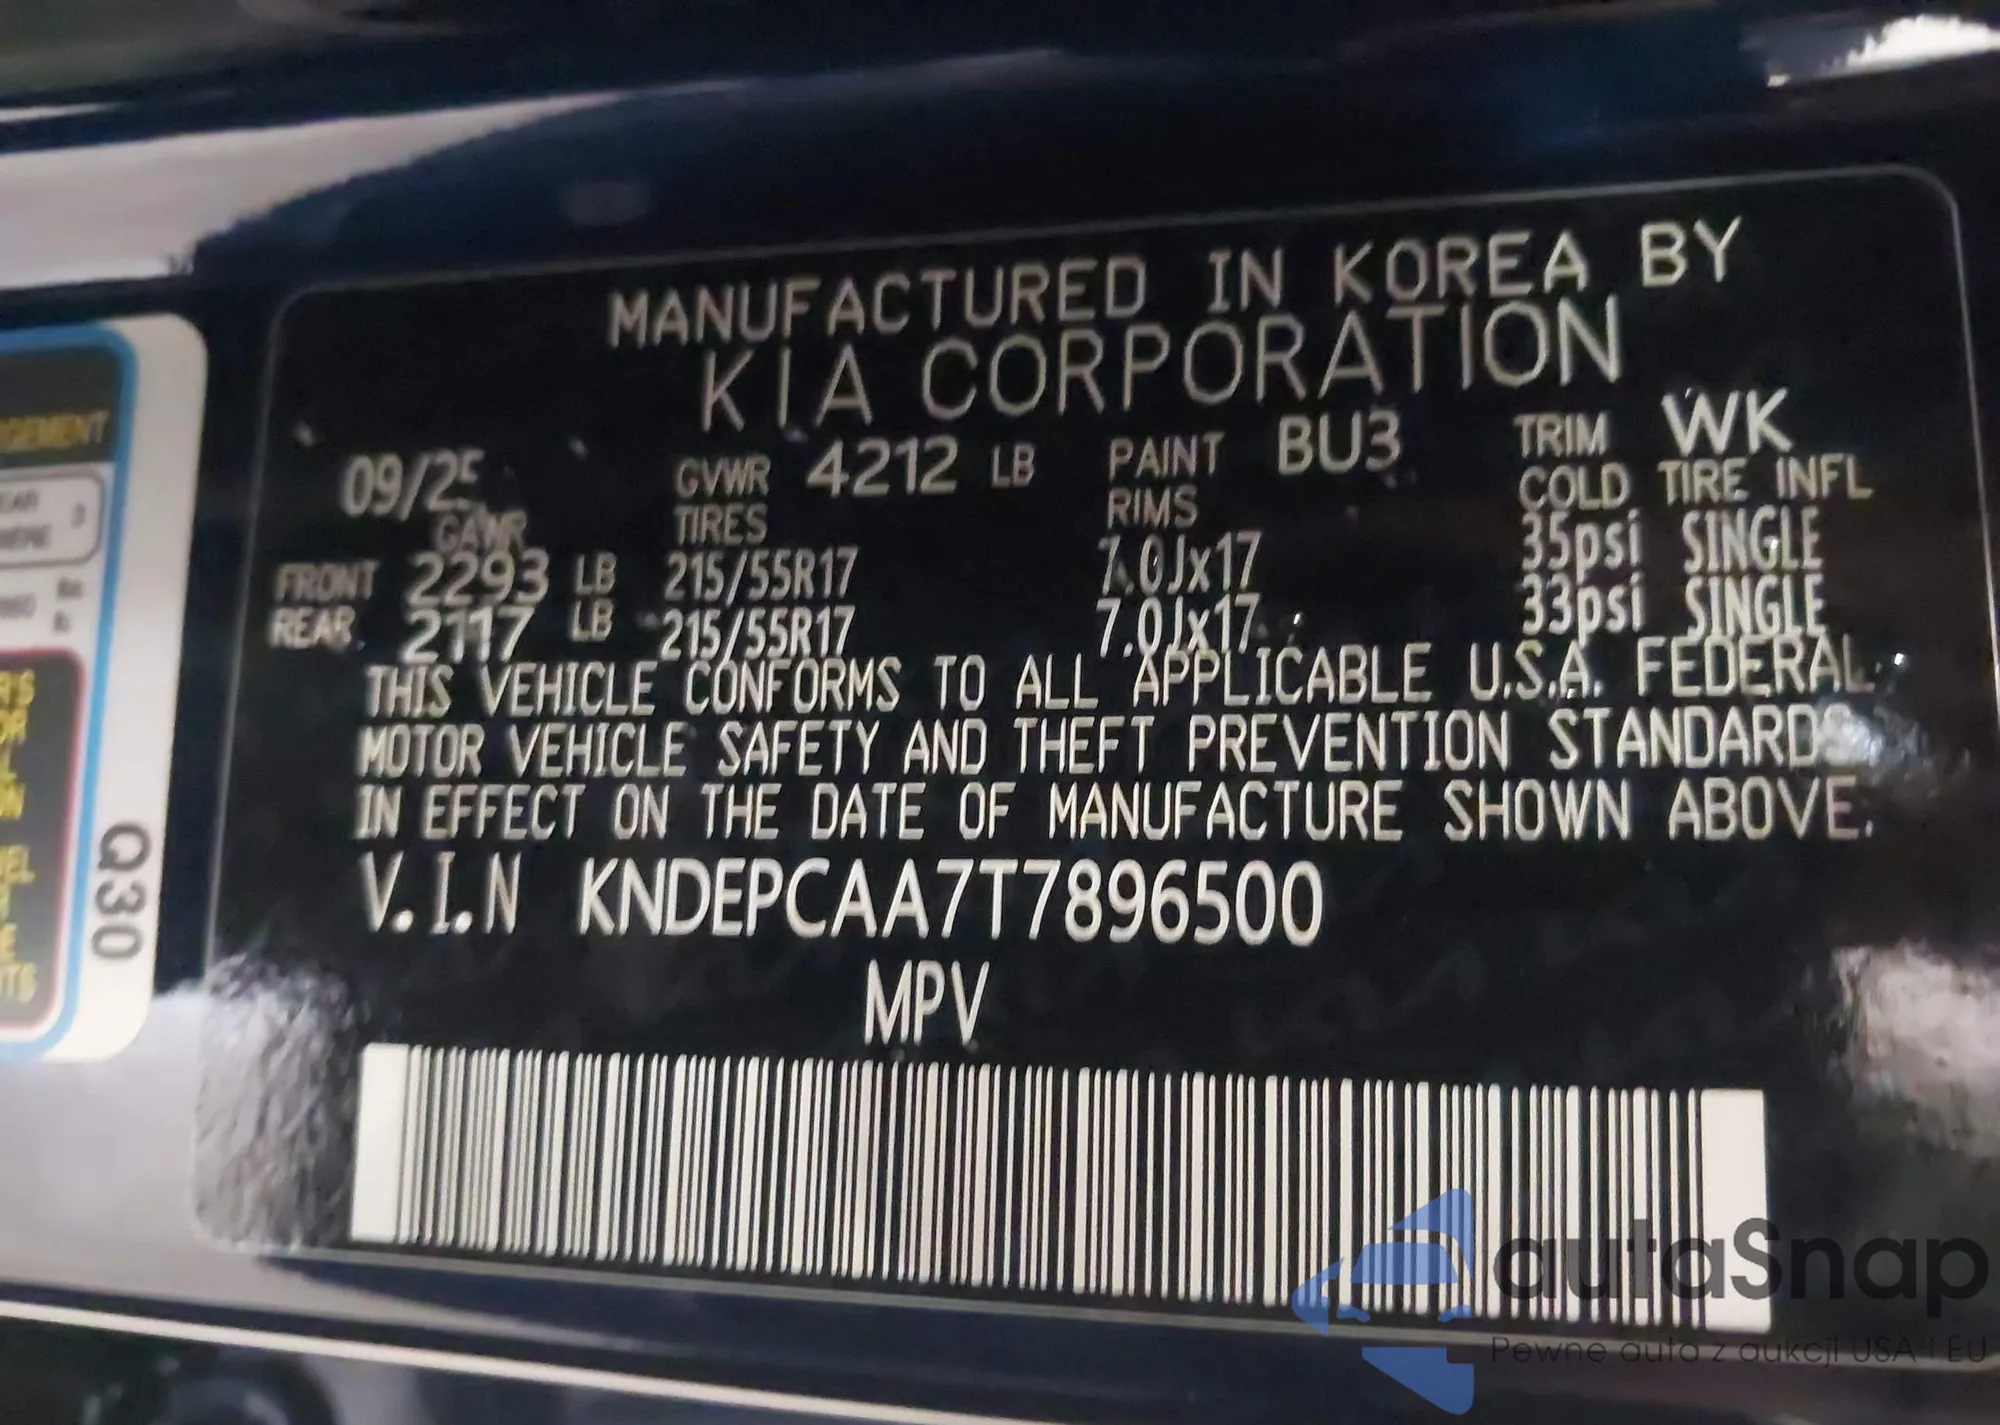 MANUFACTURED IN KOREA BY
KIA CORPORATION
09/25 GVWR 4212 LB PAINT BU3 TRIM WK
GAWR TIRES RIMS COLD TIRE INFL
FRONT 2293 LB 215/55R17 7.0Jx17 35psi SINGLE
REAR 2117 LB 215/55R17 7.0Jx17 33psi SINGLE
THIS VEHICLE CONFORMS TO ALL APPLICABLE U.S.A. FEDERAL
MOTOR VEHICLE SAFETY AND THEFT PREVENTION STANDARDS
IN EFFECT ON THE DATE OF MANUFACTURE SHOWN ABOVE.
V.I.N KNDEPCAA7T7896500
MPV
Q30
autaSnap
Pewne auta z aukcji USA i EU